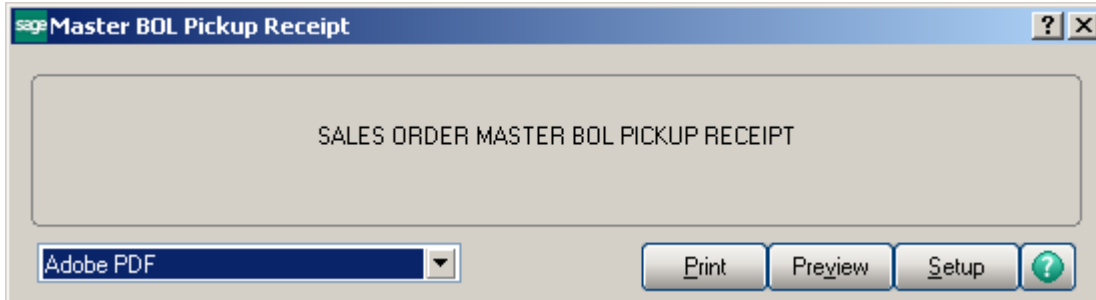 sage Master BOL Pickup Receipt ?
SALES ORDER MASTER BOL PICKUP RECEIPT
Adobe PDF Print Preview Setup ?